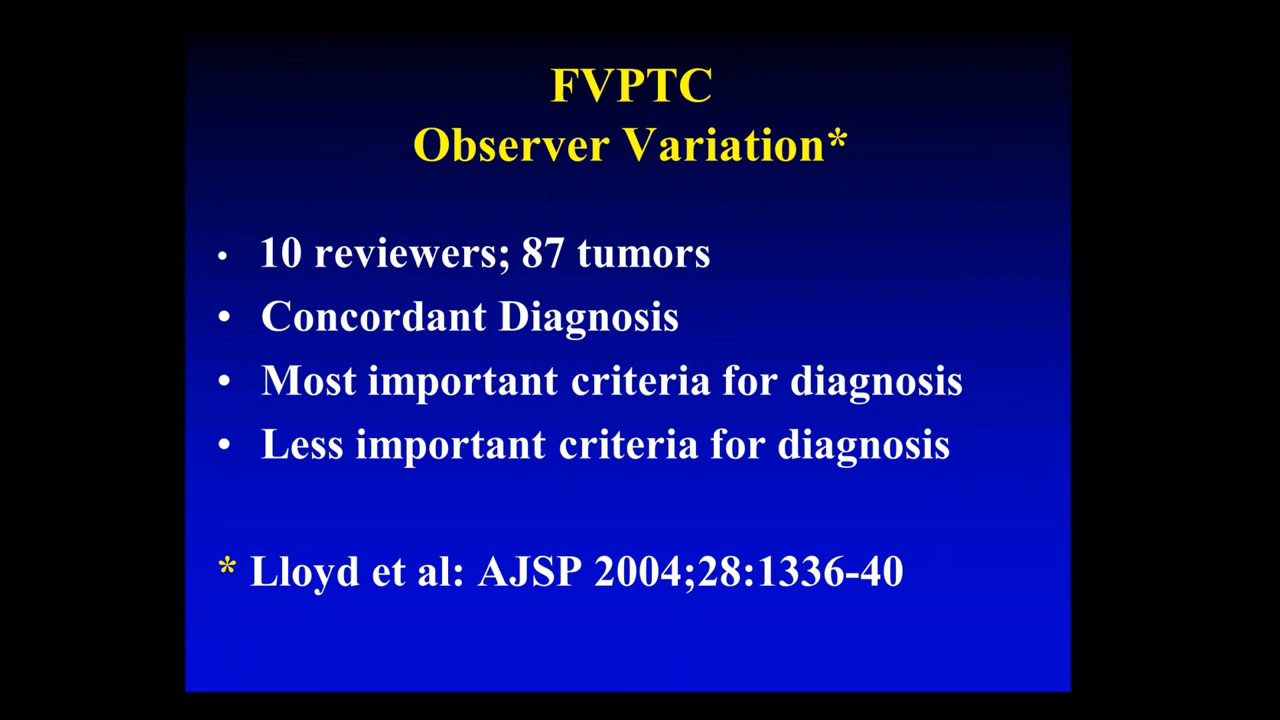 FVPTC
Observer Variation*
• 10 reviewers; 87 tumors
• Concordant Diagnosis
• Most important criteria for diagnosis
• Less important criteria for diagnosis
* Lloyd et al: AJSP 2004;28:1336-40